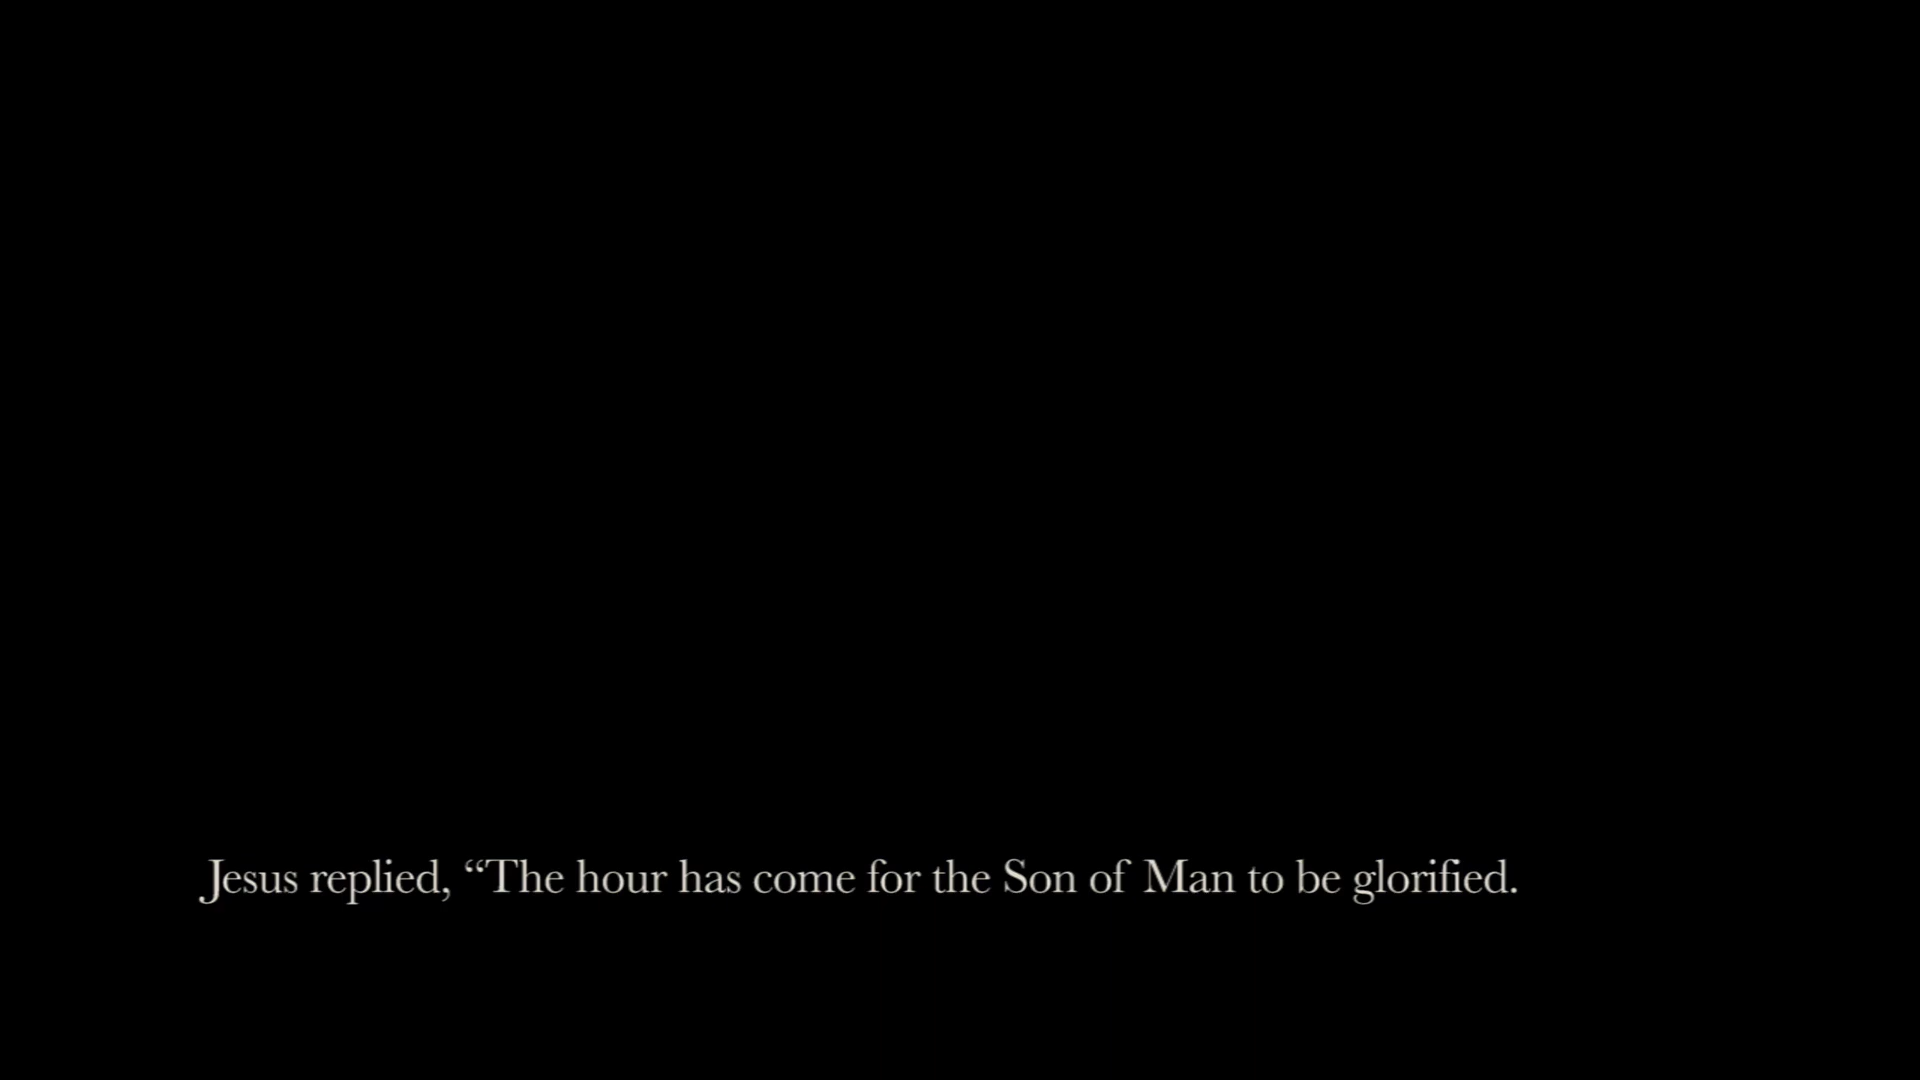 Jesus replied, “The hour has come for the Son of Man to be glorified.